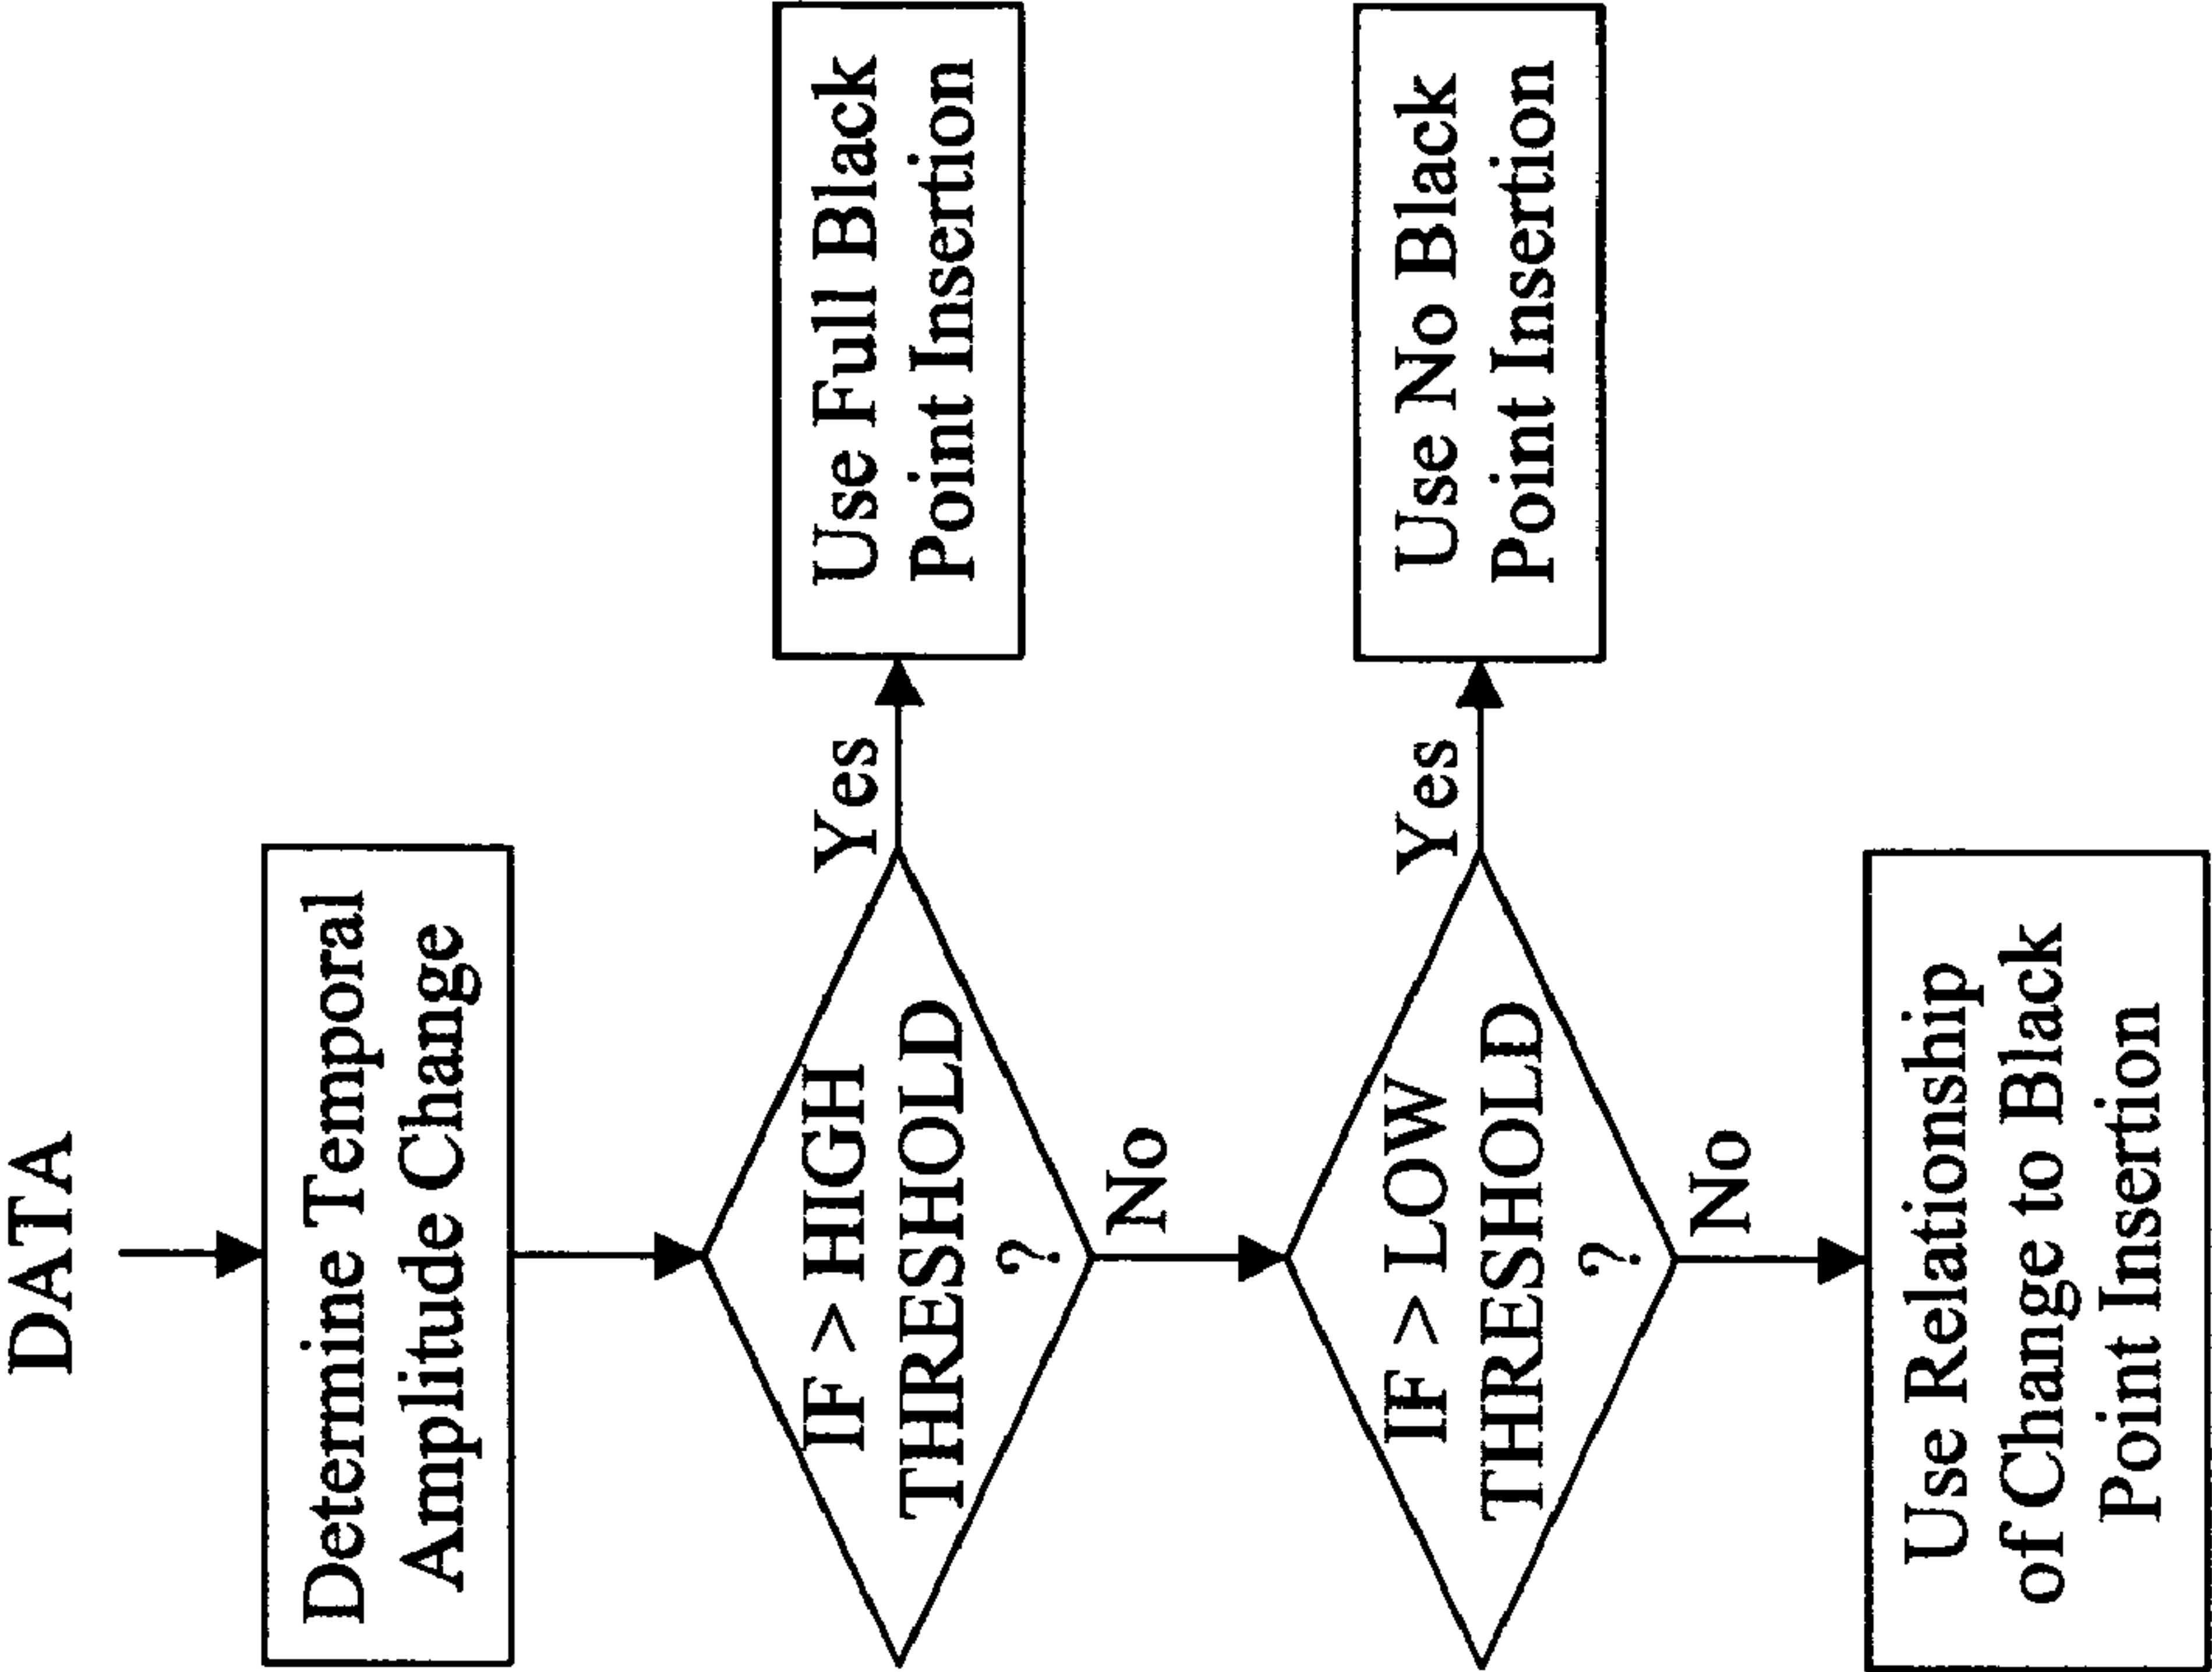 DATA
Determine Temporal
Amplitude Change
IF > HIGH
THRESHOLD
?
Yes
Use Full Black
Point Insertion
No
IF > LOW
THRESHOLD
?
Yes
Use No Black
Point Insertion
No
Use Relationship
of Change to Black
Point Insertion